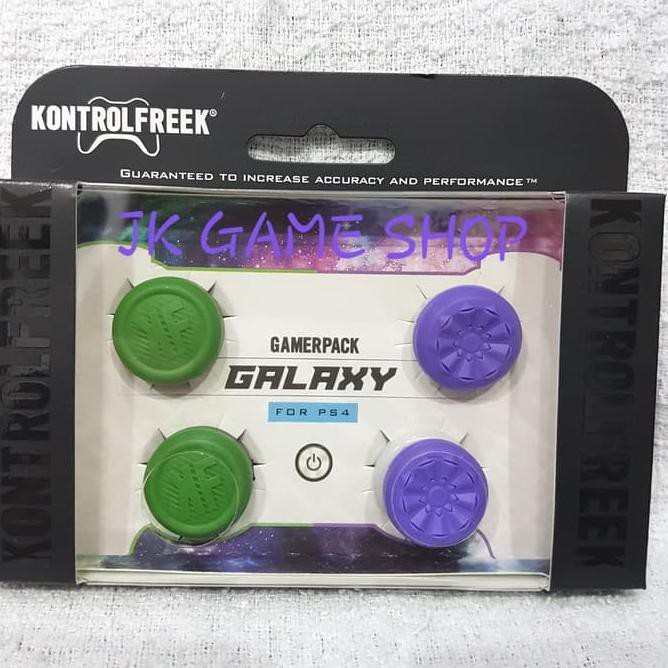 KONTROLFREEK®
GUARANTEED TO INCREASE ACCURACY AND PERFORMANCE™
JK GAME SHOP
KONTROLFREEK
KONTROLFREEK
GAMERPACK
GALAXY
FOR PS4